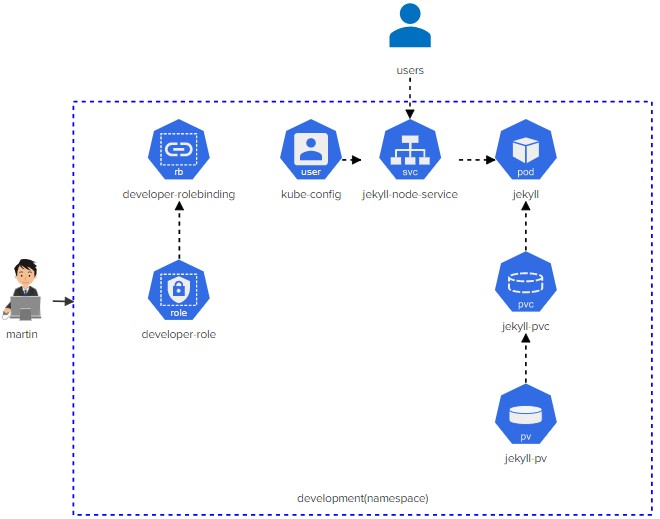 users
rb
user
svc
pod
developer-rolebinding
kube-config
jekyll-node-service
jekyll
role
pvc
martin
developer-role
jekyll-pvc
pv
jekyll-pv
development(namespace)